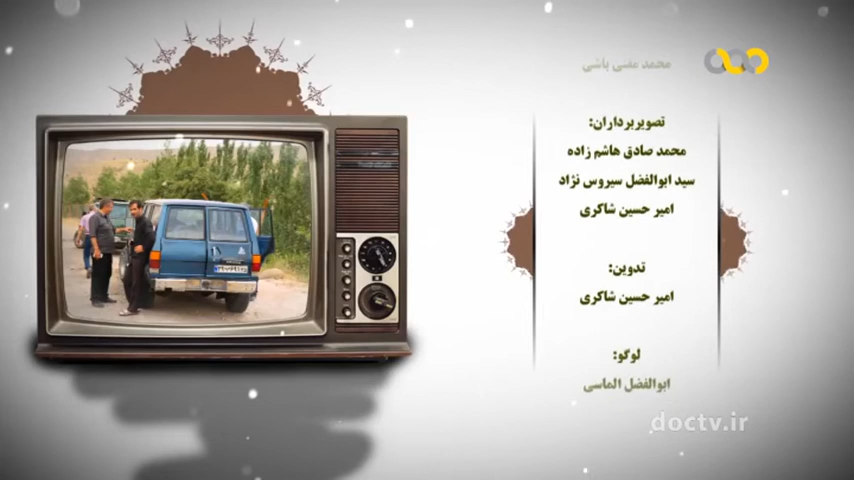 محمد مفنی باشی
تصویربرداران:
محمد صادق هاشم زاده
سید ابوالفضل سیروس نژاد
امیر حسین شاکری
تدوین:
امیر حسین شاکری
لوگو:
ابوالفضل الماسی
doctv.ir